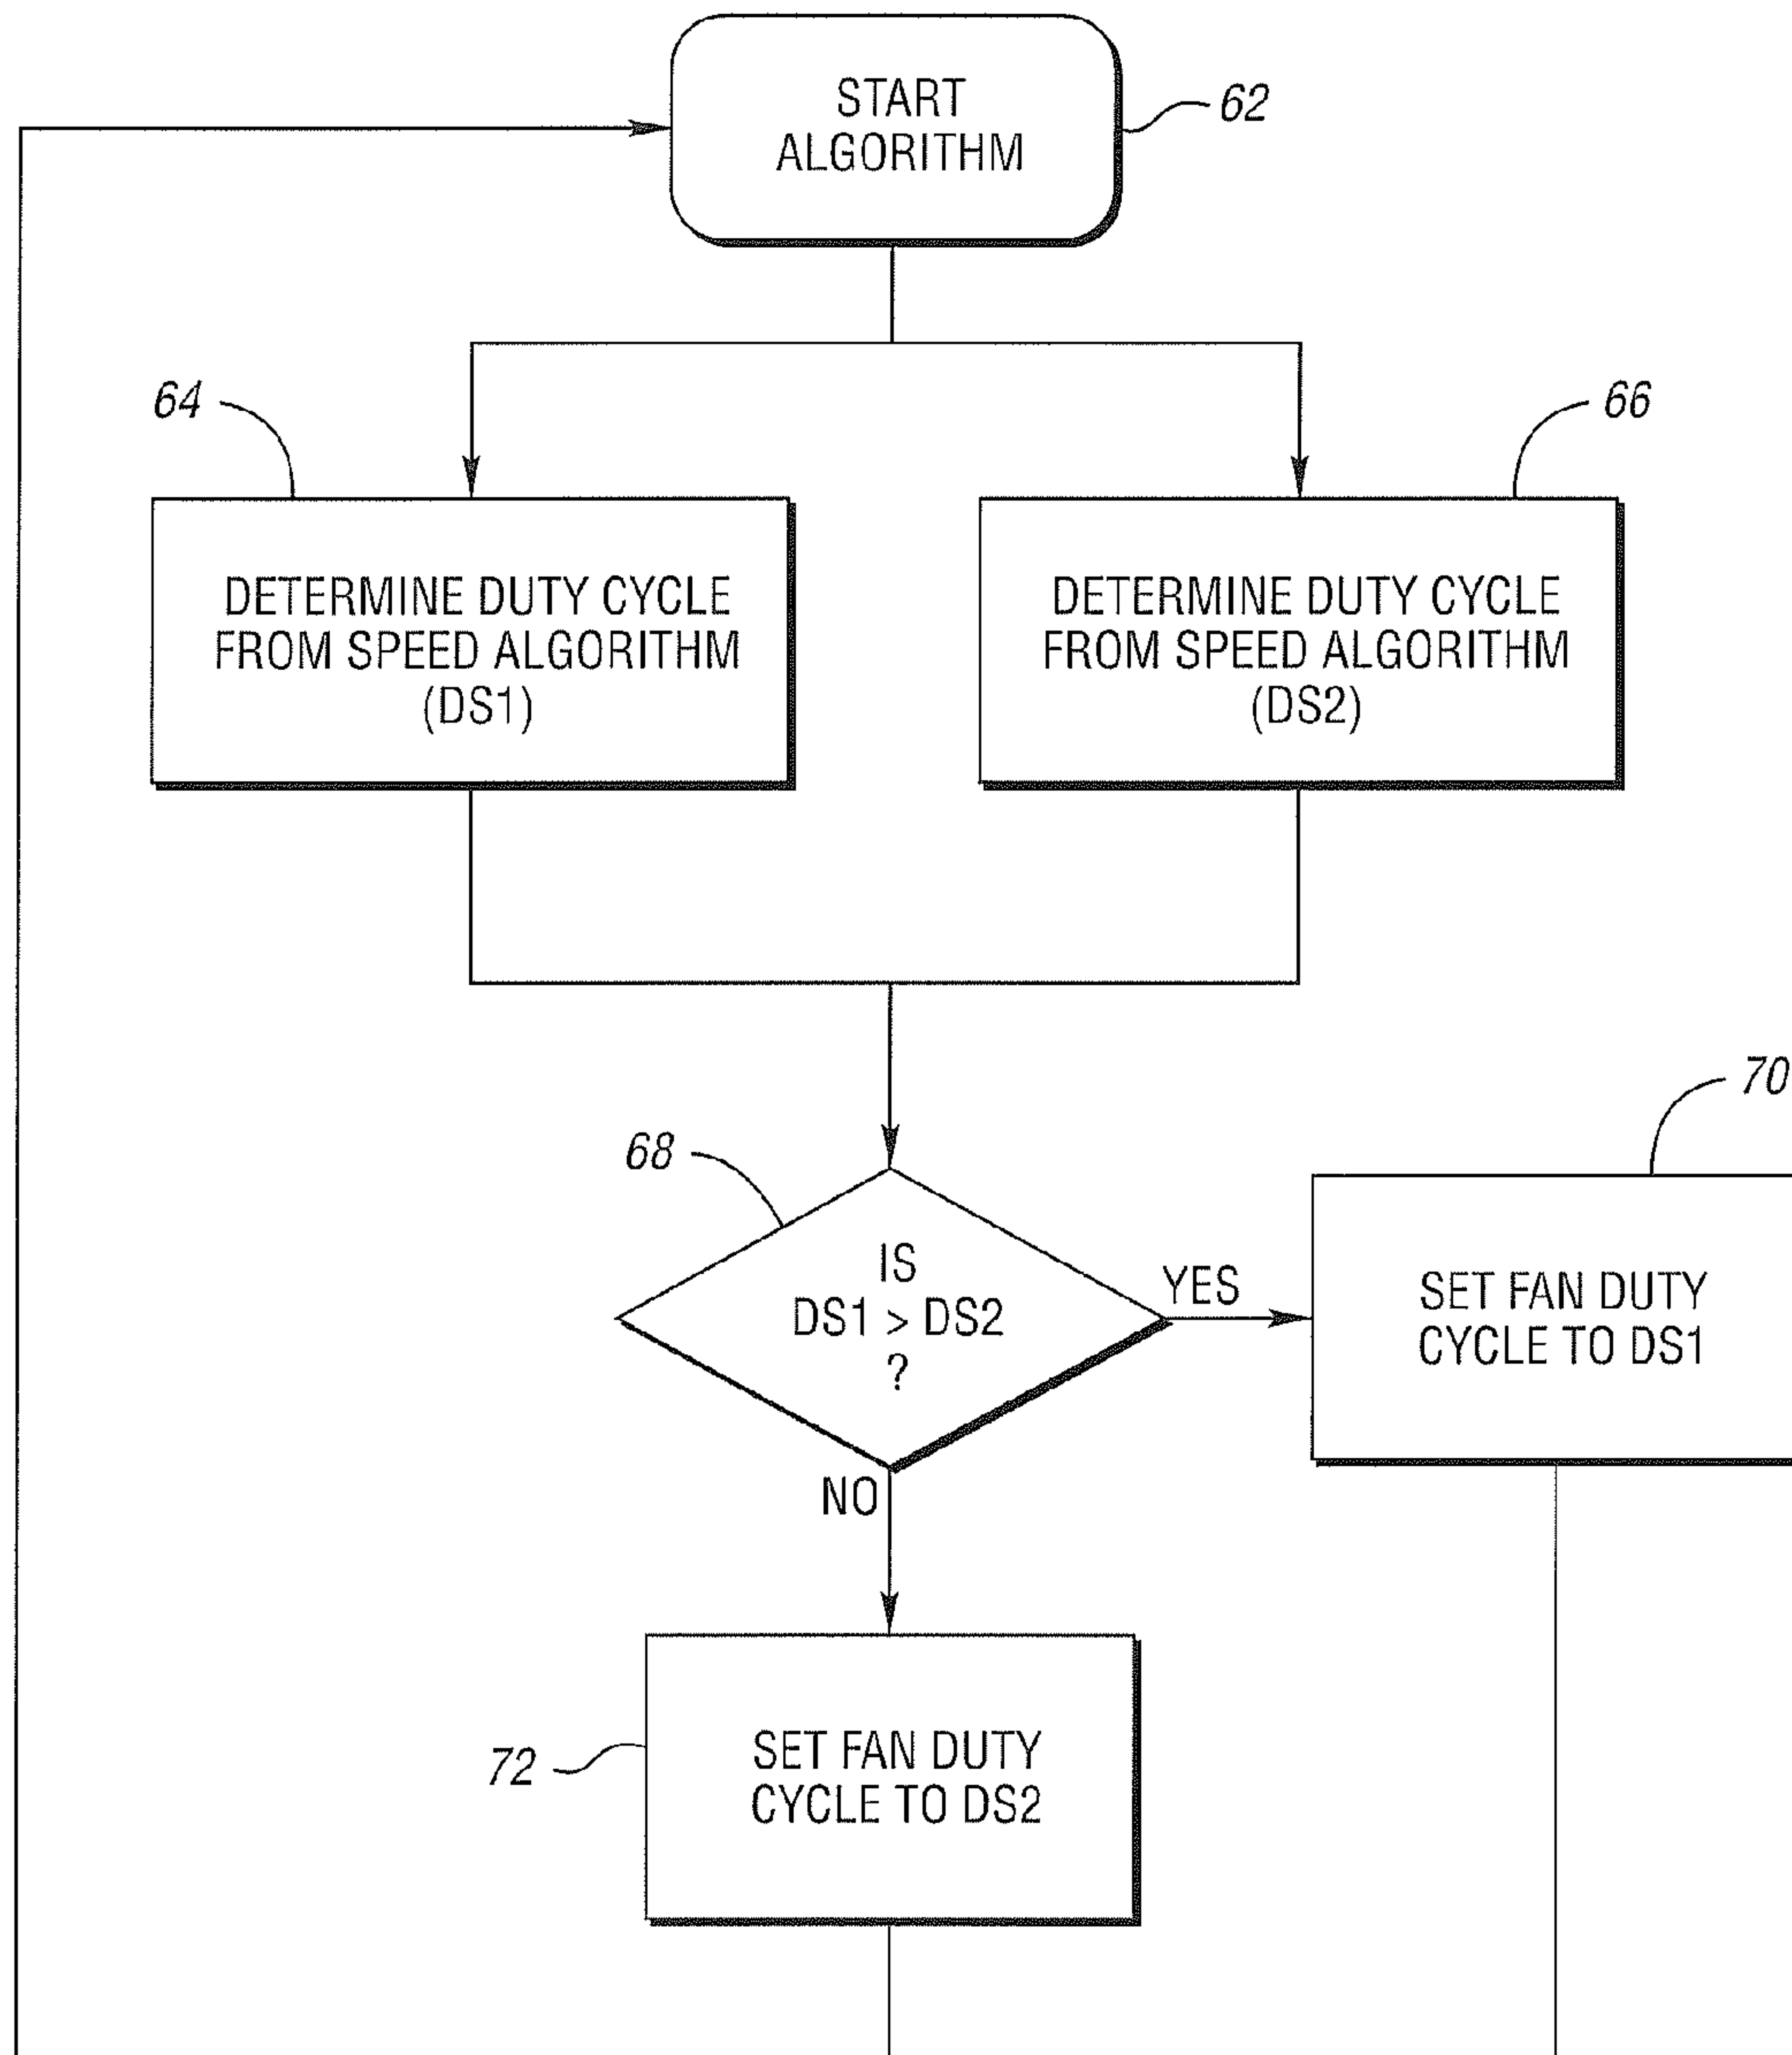 START
ALGORITHM
62
64
66
DETERMINE DUTY CYCLE
FROM SPEED ALGORITHM
(DS1)
DETERMINE DUTY CYCLE
FROM SPEED ALGORITHM
(DS2)
68
70
IS
DS1 > DS2
?
YES
SET FAN DUTY
CYCLE TO DS1
NO
72
SET FAN DUTY
CYCLE TO DS2